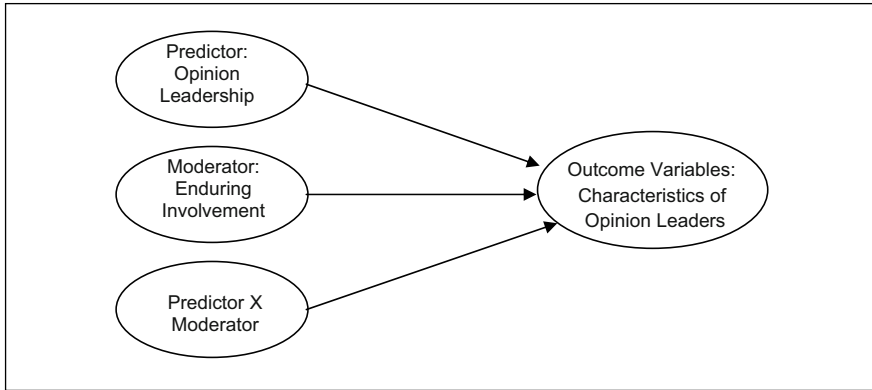 Predictor:
Opinion
Leadership
Moderator:
Enduring
Involvement
Predictor X
Moderator
Outcome Variables:
Characteristics of
Opinion Leaders